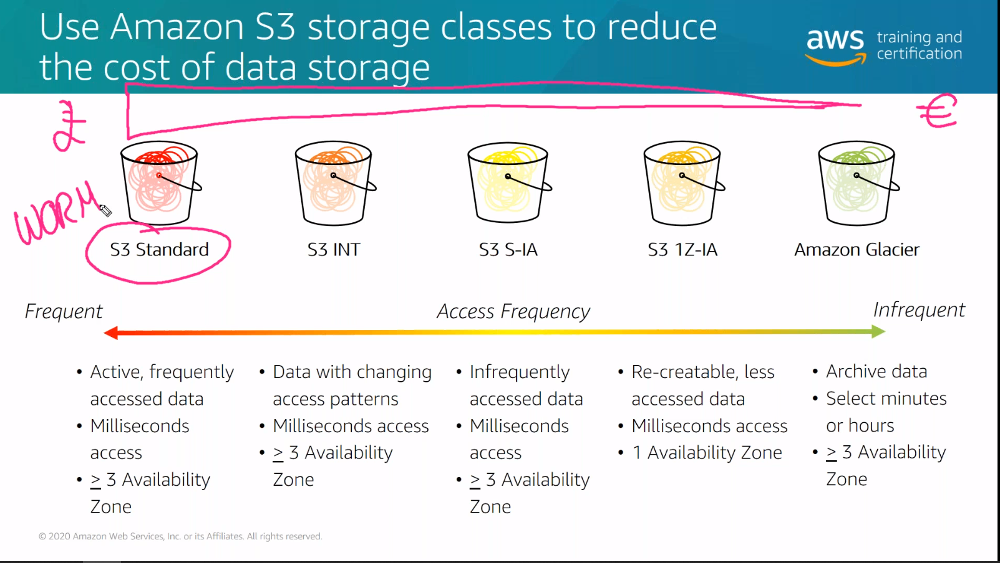 Use Amazon S3 storage classes to reduce
the cost of data storage
aws training and
certification
£
€
WORM
S3 Standard
S3 INT
S3 S-IA
S3 1Z-IA
Amazon Glacier
Frequent
Access Frequency
Infrequent
• Active, frequently
accessed data
• Milliseconds
access
• ≥ 3 Availability
Zone
• Data with changing
access patterns
• Milliseconds access
• ≥ 3 Availability
Zone
• Infrequently
accessed data
• Milliseconds
access
• ≥ 3 Availability
Zone
• Re-creatable, less
accessed data
• Milliseconds access
• 1 Availability Zone
• Archive data
• Select minutes
or hours
• ≥ 3 Availability
Zone
© 2020 Amazon Web Services, Inc. or its Affiliates. All rights reserved.